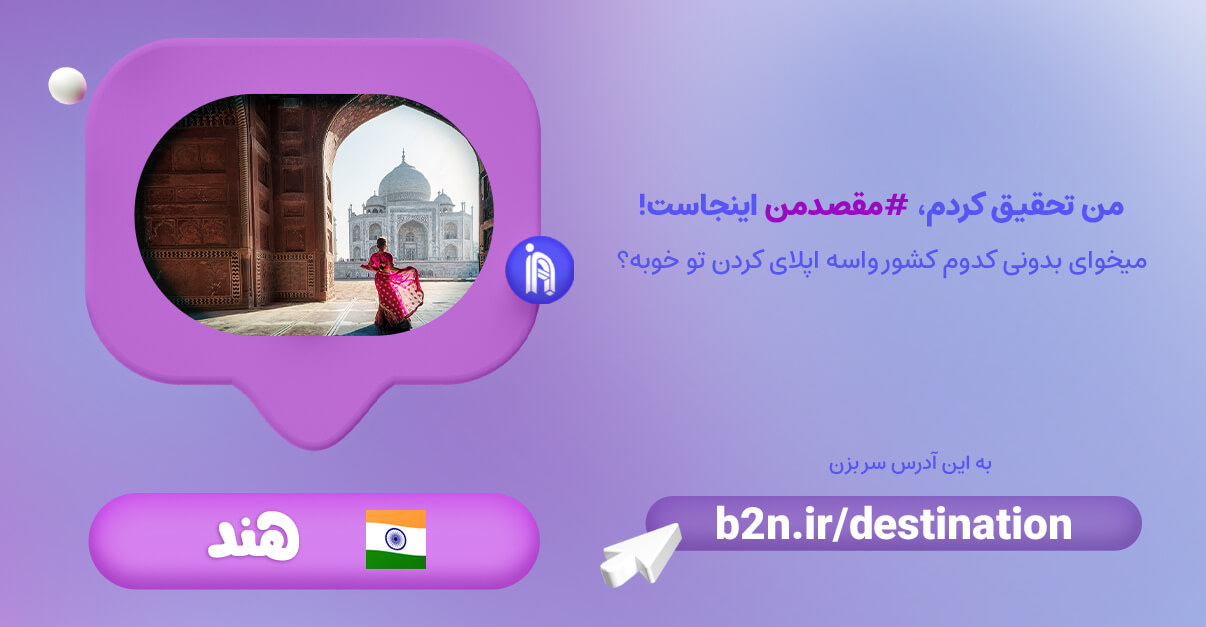 من تحقیق کردم، #مقصدمن اینجاست!
میخوای بدونی کدوم کشور واسه اپلای کردن تو خوبه؟
به این آدرس سر بزن
b2n.ir/destination
هند